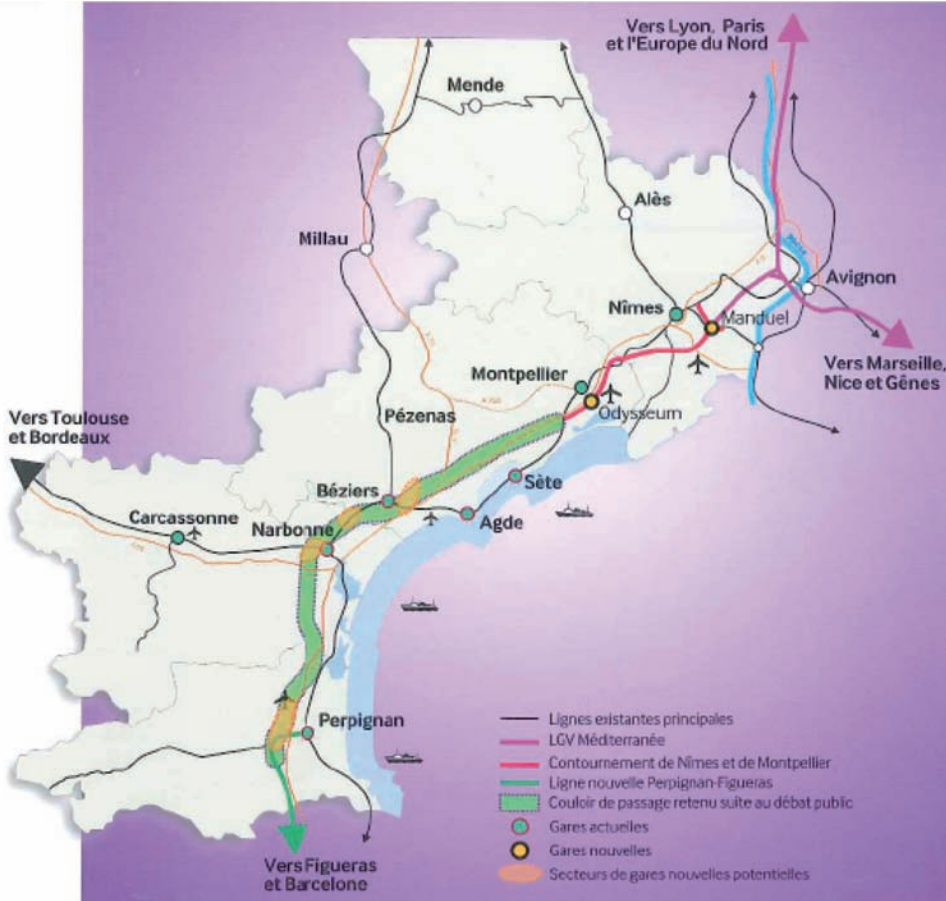 Vers Lyon, Paris
et l'Europe du Nord
Mende
Alès
Millau
Avignon
Nîmes
Manduel
Vers Marseille,
Nice et Gênes
Montpellier
Odysseum
Pézenas
Vers Toulouse
et Bordeaux
Sète
Béziers
Agde
Carcassonne
Narbonne
Perpignan
Vers Figueras
et Barcelone
Lignes existantes principales
LGV Méditerranée
Contournement de Nîmes et de Montpellier
Ligne nouvelle Perpignan-Figueras
Couloir de passage retenu suite au débat public
Gares actuelles
Gares nouvelles
Secteurs de gares nouvelles potentielles